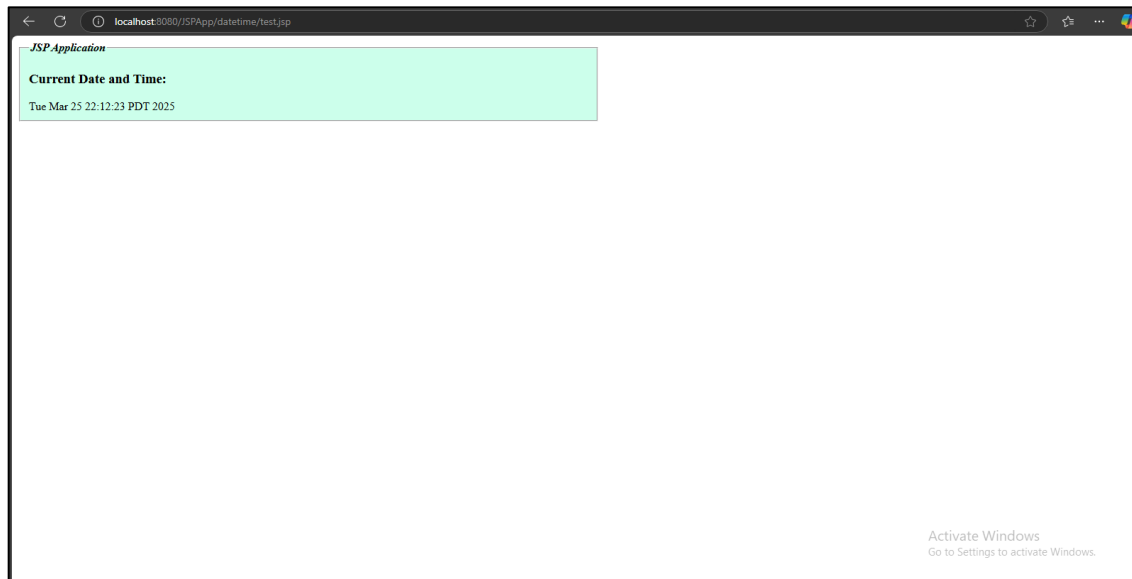 localhost:8080/JSPApp/datetime/test.jsp
JSP Application
Current Date and Time:
Tue Mar 25 22:12:23 PDT 2025
Activate Windows
Go to Settings to activate Windows.